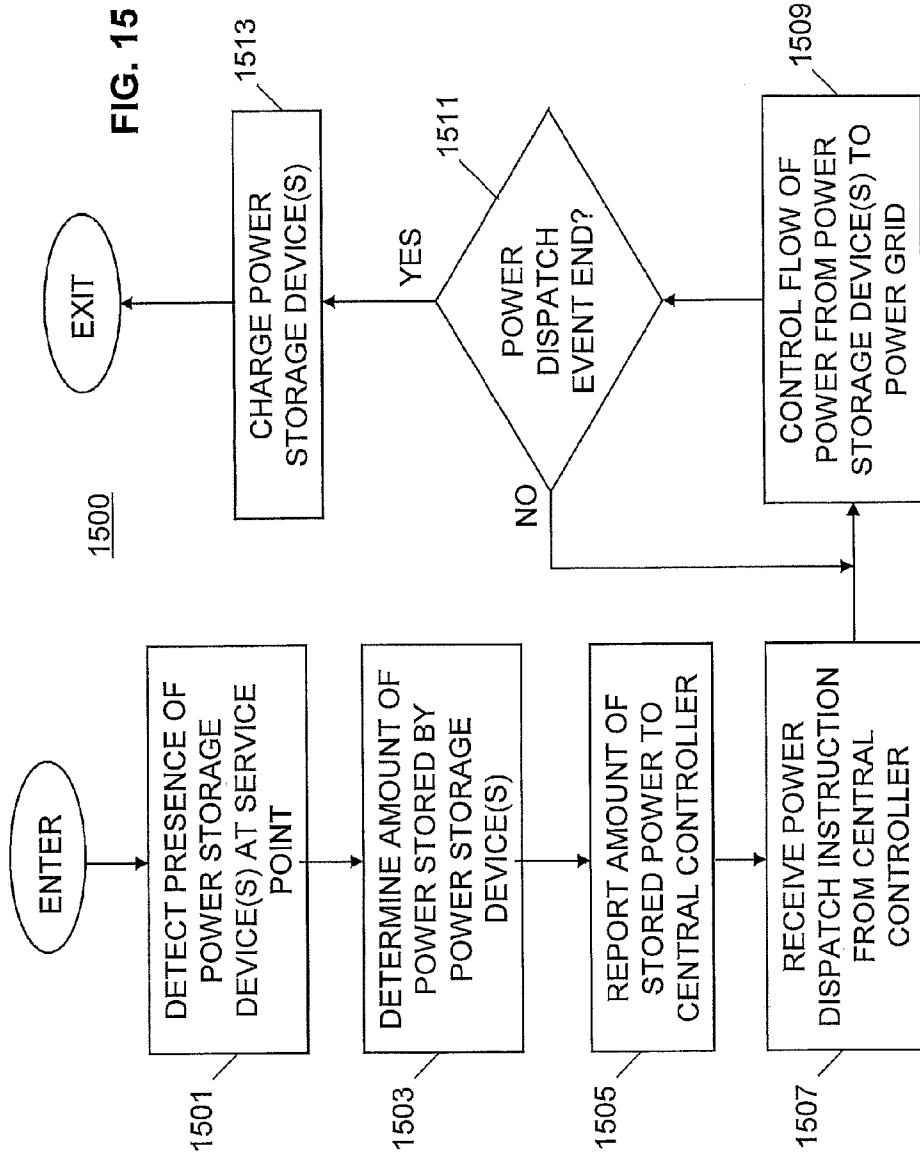 FIG. 15
1500
ENTER
DETECT PRESENCE OF
POWER STORAGE
DEVICE(S) AT SERVICE
POINT
1501
DETERMINE AMOUNT OF
POWER STORED BY
POWER STORAGE
DEVICE(S)
1503
REPORT AMOUNT OF
STORED POWER TO
CENTRAL CONTROLLER
1505
RECEIVE POWER
DISPATCH INSTRUCTION
FROM CENTRAL
CONTROLLER
1507
CONTROL FLOW OF
POWER FROM POWER
STORAGE DEVICE(S) TO
POWER GRID
1509
POWER
DISPATCH
EVENT END?
1511
NO
YES
CHARGE POWER
STORAGE DEVICE(S)
1513
EXIT